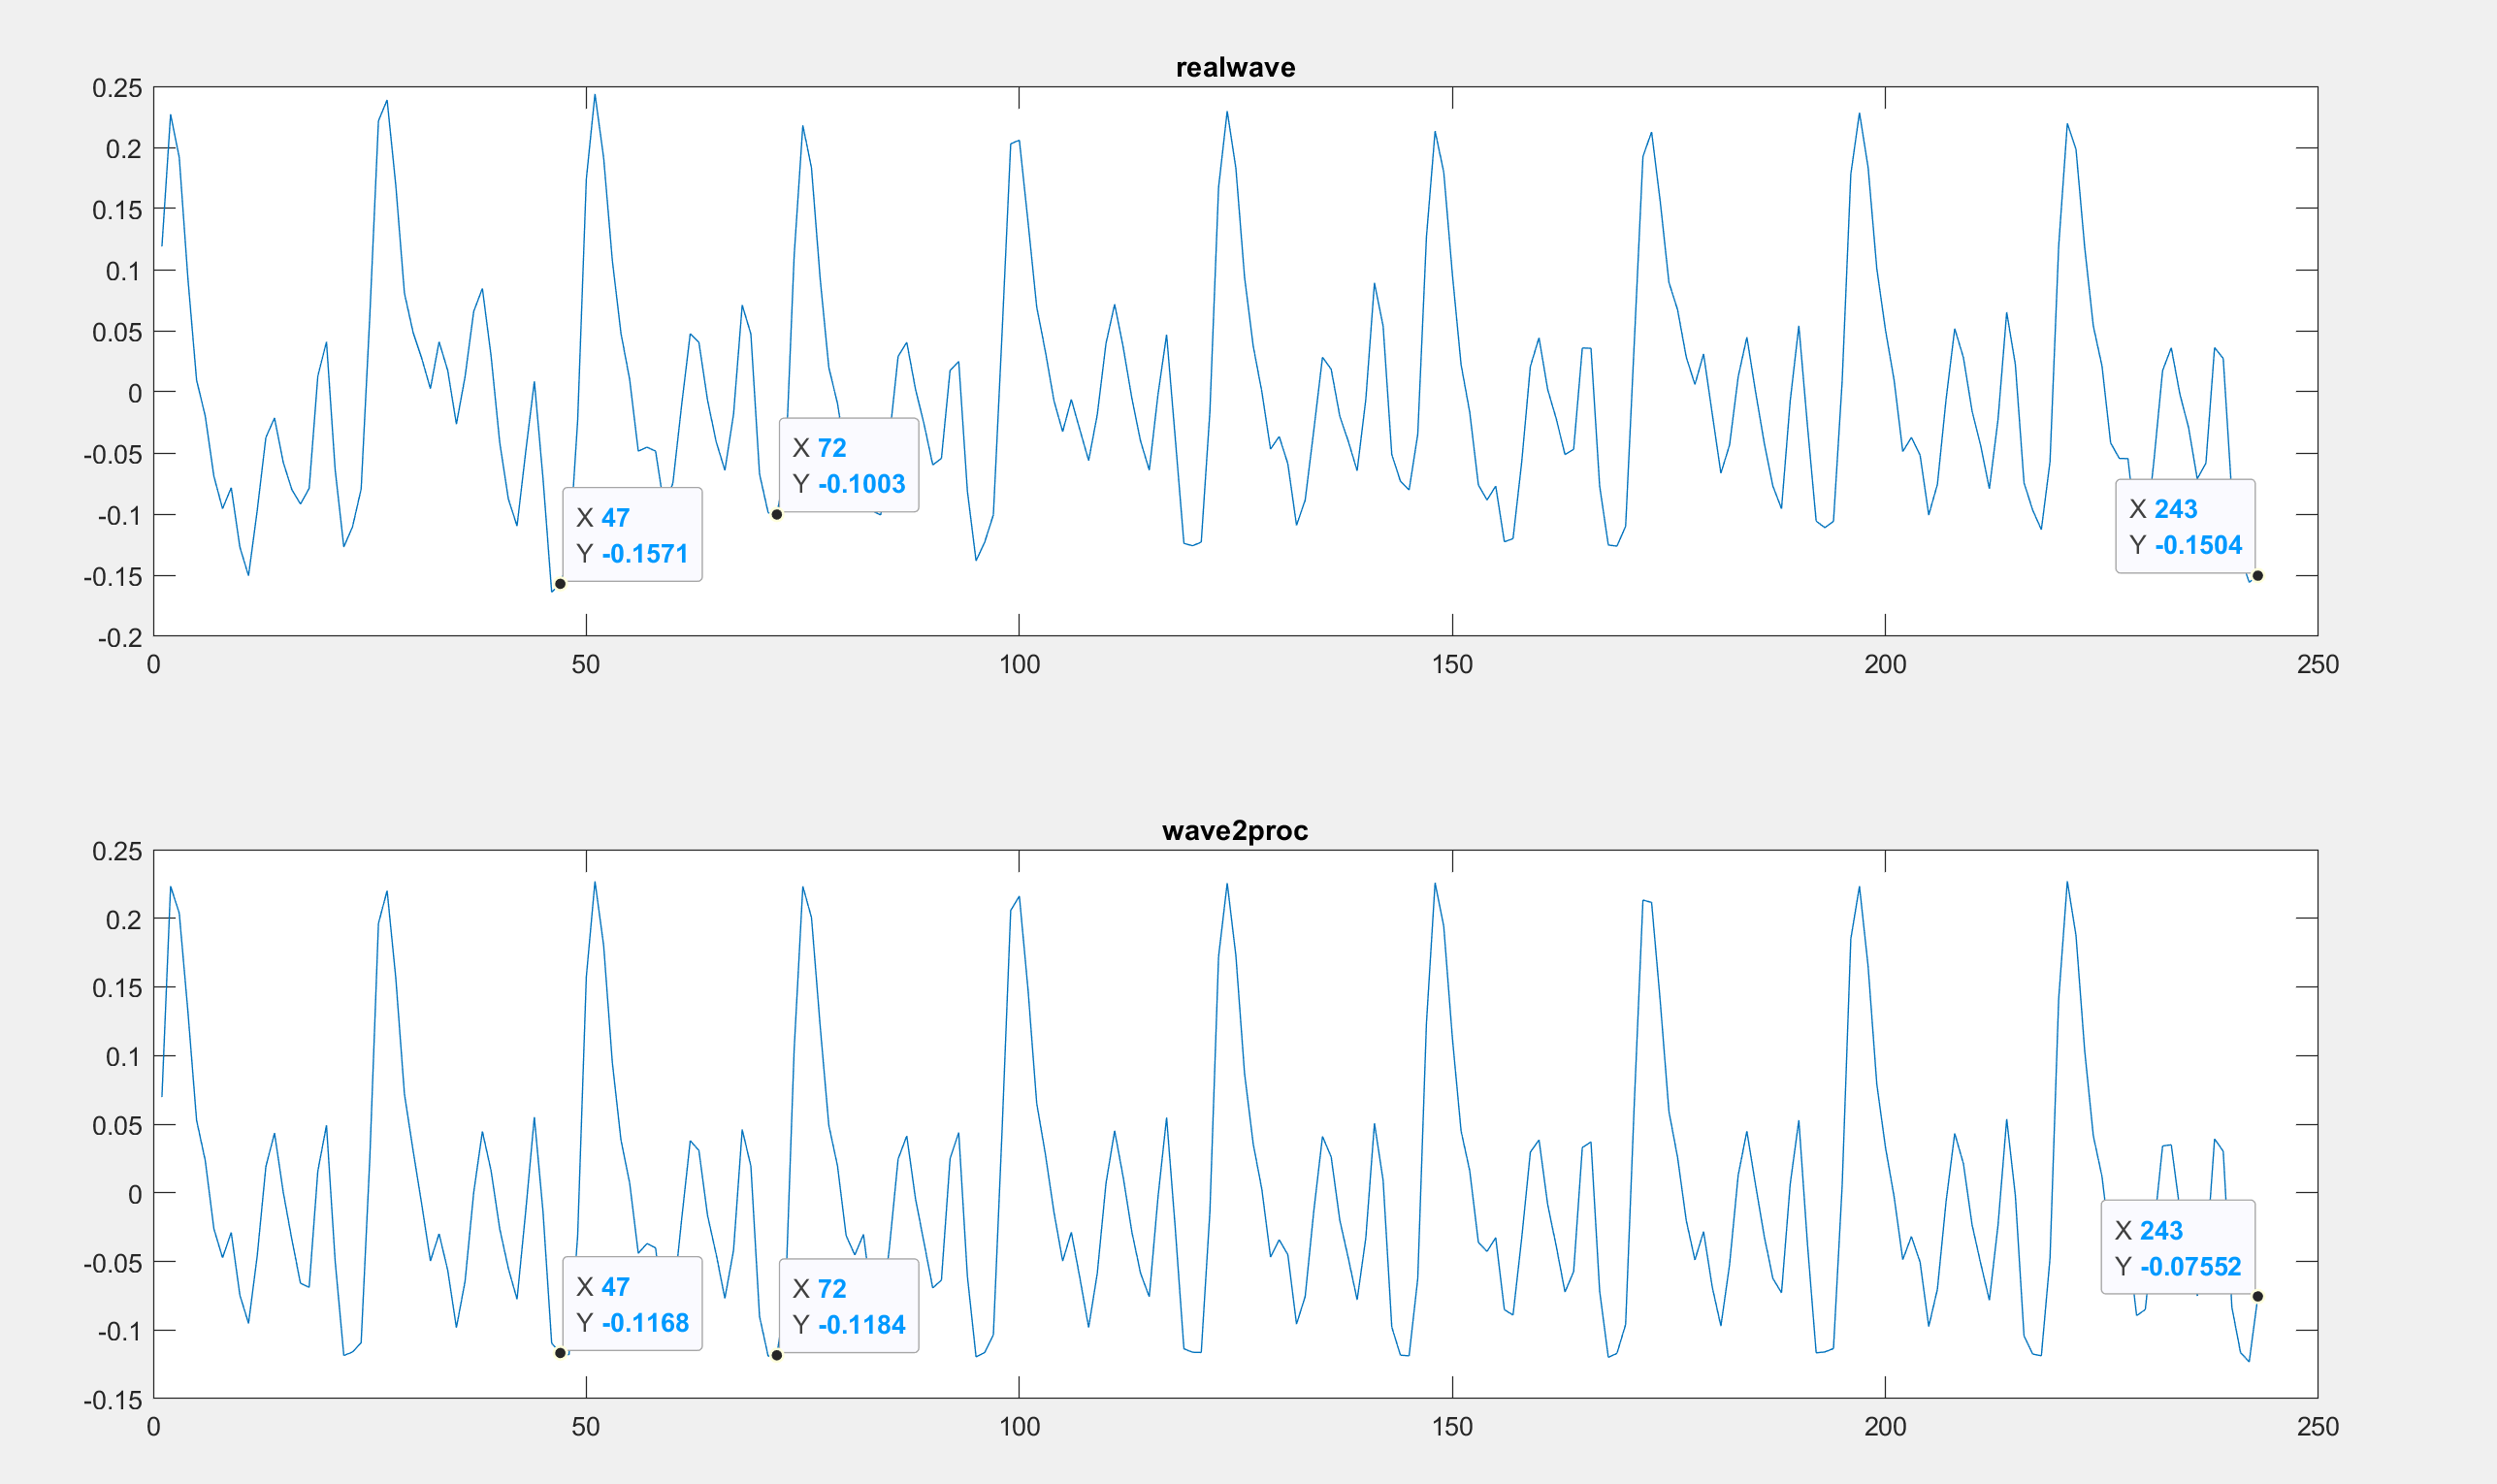 realwave
0.25
0.2
0.15
0.1
0.05
0
-0.05
-0.1
-0.15
-0.2
X 72
Y -0.1003
X 47
Y -0.1571
X 243
Y -0.1504
0 50 100 150 200 250
wave2proc
0.25
0.2
0.15
0.1
0.05
0
-0.05
-0.1
-0.15
X 47
Y -0.1168
X 72
Y -0.1184
X 243
Y -0.07552
0 50 100 150 200 250